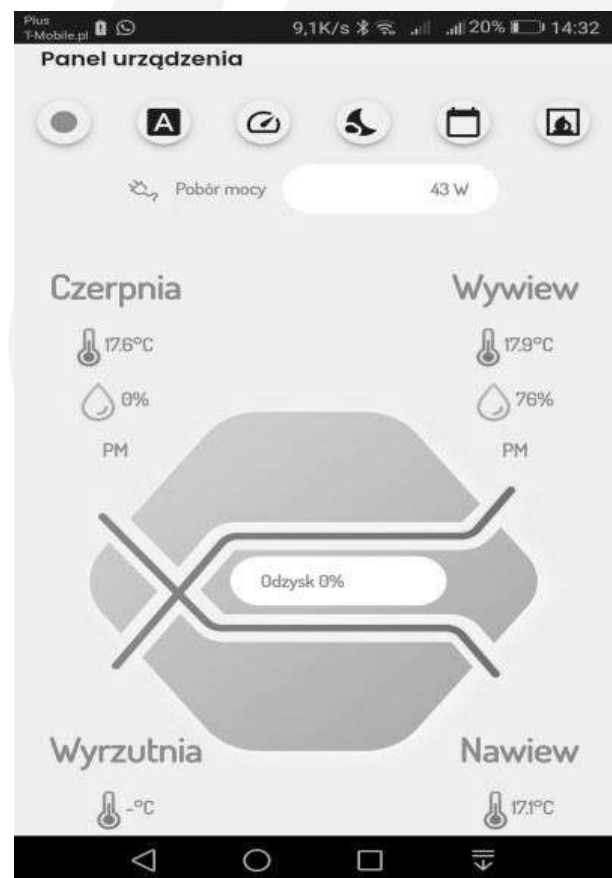 Plus
T-Mobile.pl 9,1K/s 20% 14:32
Panel urządzenia
A
Pobór mocy 43 W
Czerpnia Wywiew
17.6°C 17.9°C
0% 76%
PM PM
Odzysk 0%
Wyrzutnia Nawiew
-°C 17.1°C